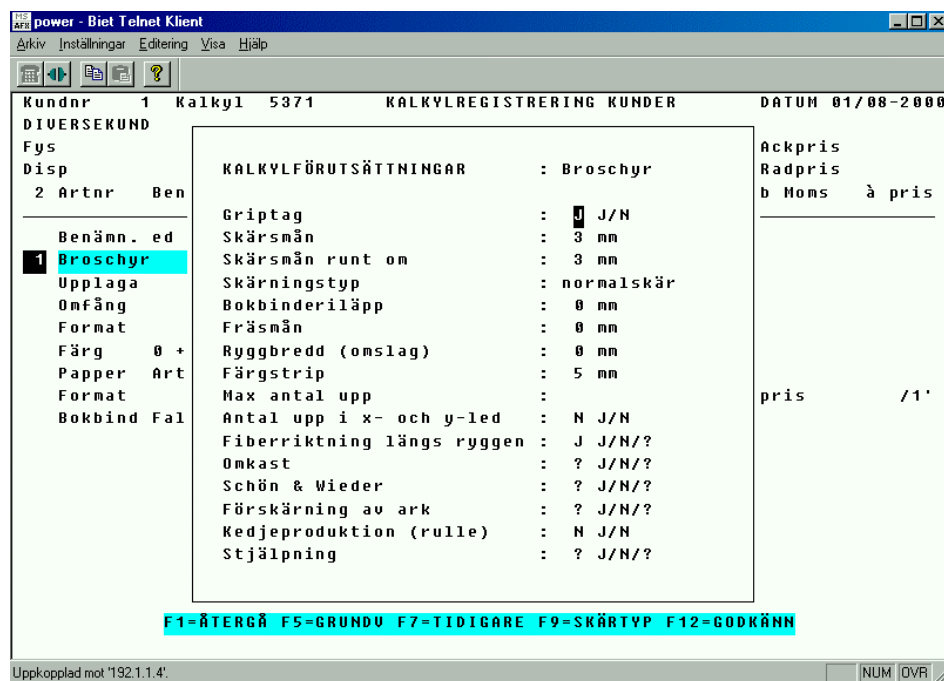 MS AFX power - Biet Telnet Klient
Arkiv Inställningar Editering Visa Hjälp
Kundnr 1 Kalkyl 5371 KALKYLREGISTRERING KUNDER DATUM 01/08-2000
DIVERSEKUND
Fys Ackpris
Disp KALKYLFÖRUTSÄTTNINGAR : Broschyr Radpris
2 Artnr Ben b Moms à pris
Griptag : J J/N
Benämn. ed Skärsmån : 3 mm
1 Broschyr Skärsmån runt om : 3 mm
Upplaga Skärningstyp : normalskär
Omfång Bokbinderiläpp : 0 mm
Format Fräsmån : 0 mm
Färg 0 + Ryggbredd (omslag) : 0 mm
Papper Art Färgstrip : 5 mm
Format Max antal upp : pris /1'
Bokbind Fal Antal upp i x- och y-led : N J/N
Fiberriktning längs ryggen : J J/N/?
Omkast : ? J/N/?
Schön & Wieder : ? J/N/?
Förskärning av ark : ? J/N/?
Kedjeproduktion (rulle) : N J/N
Stjälpning : ? J/N/?
F1=ÅTERGÅ F5=GRUNDV F7=TIDIGARE F9=SKÄRTYP F12=GODKÄNN
Uppkopplad mot '192.1.1.4'. NUM OVR